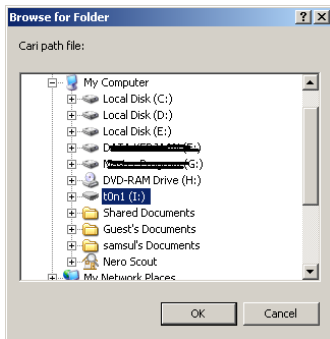 Browse for Folder
Cari path file:
My Computer
Local Disk (C:)
Local Disk (D:)
Local Disk (E:)
(G:)
DVD-RAM Drive (H:)
t0n1 (I:)
Shared Documents
Guest's Documents
samsul's Documents
Nero Scout
My Network Places
OK
Cancel